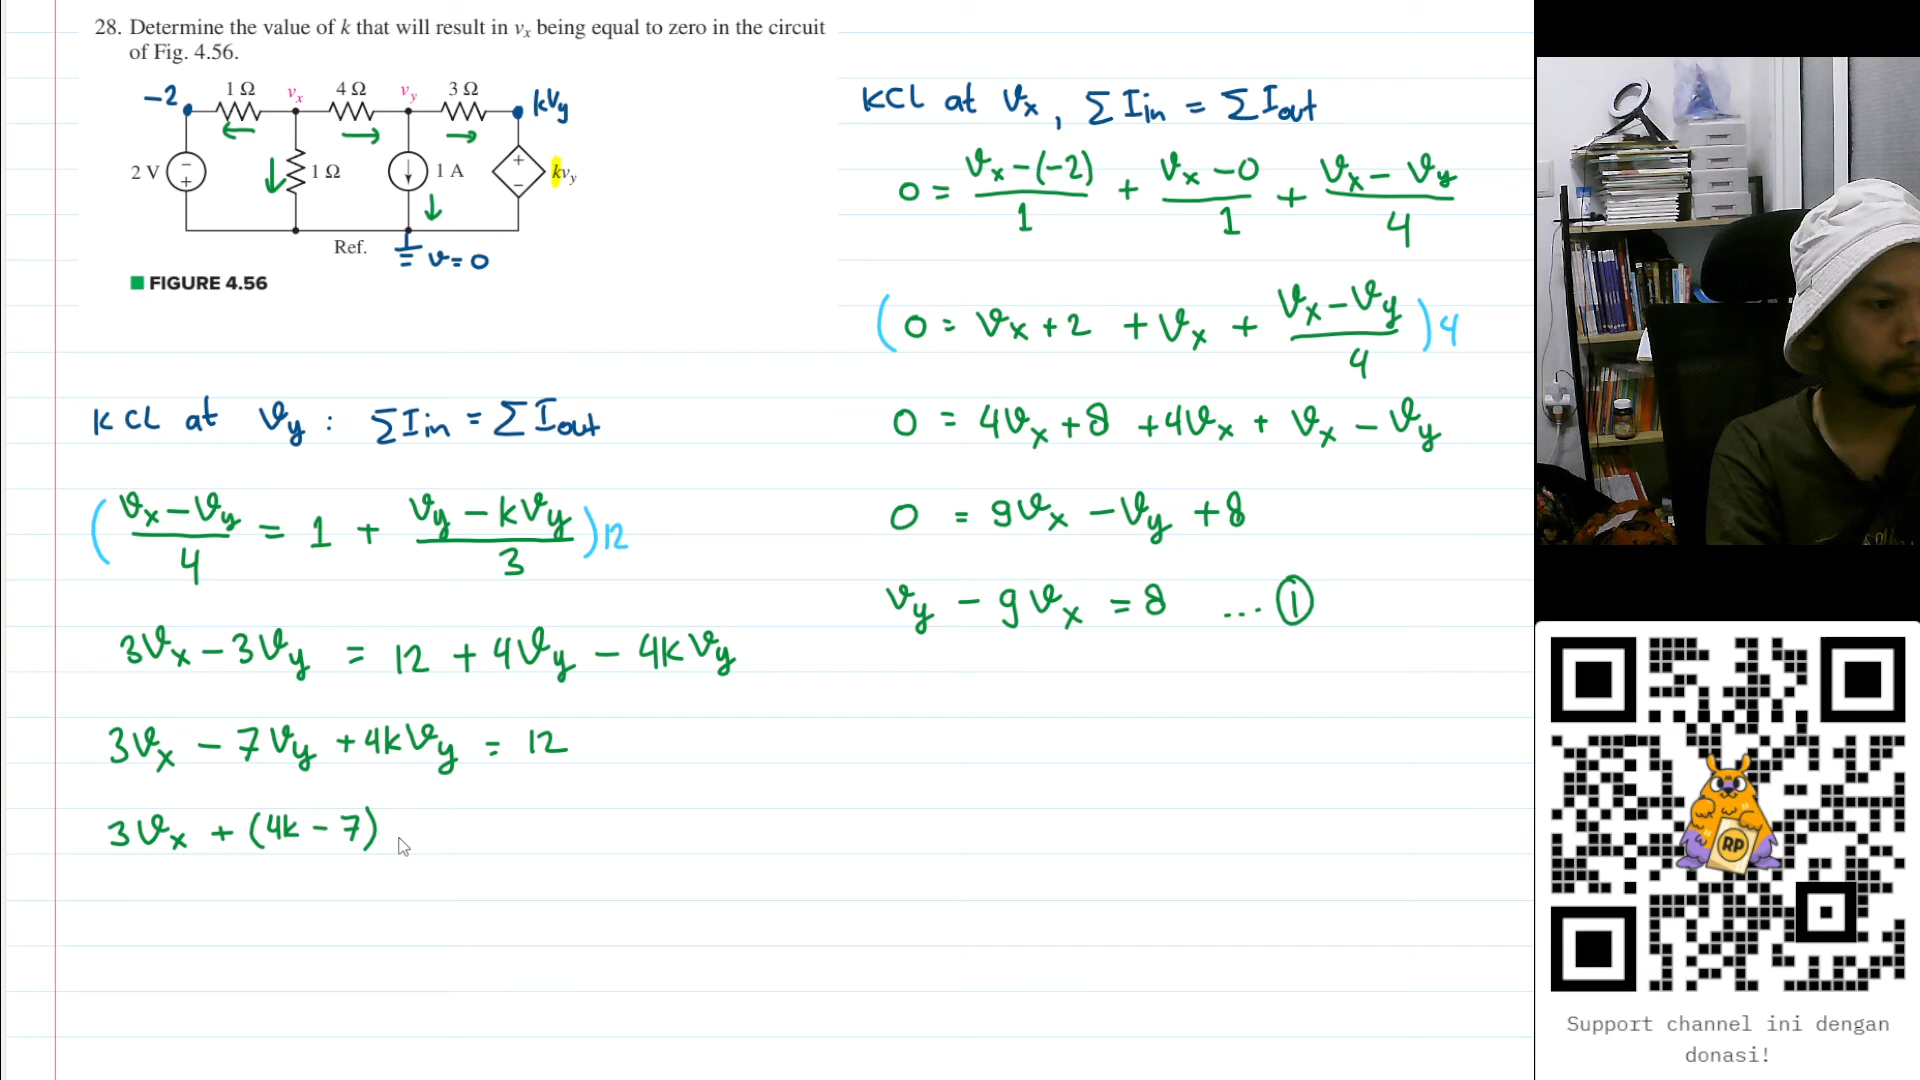 28. Determine the value of k that will result in vx being equal to zero in the circuit
of Fig. 4.56.
-2 1 Ω vx 4 Ω vy 3 Ω kVy
2 V - + 1 Ω 1 A + - kvy
Ref. v=0
FIGURE 4.56
KCL at Vy : ΣIin = ΣIout
( (Vx - Vy)/4 = 1 + (Vy - kVy)/3 ) 12
3Vx - 3Vy = 12 + 4Vy - 4kVy
3Vx - 7Vy + 4kVy = 12
3Vx + (4k - 7)
KCL at Vx, ΣIin = ΣIout
0 = (Vx - (-2))/1 + (Vx - 0)/1 + (Vx - Vy)/4
( 0 = Vx + 2 + Vx + (Vx - Vy)/4 ) 4
0 = 4Vx + 8 + 4Vx + Vx - Vy
0 = 9Vx - Vy + 8
Vy - 9Vx = 8 ... ①
RP
Support channel ini dengan
donasi!